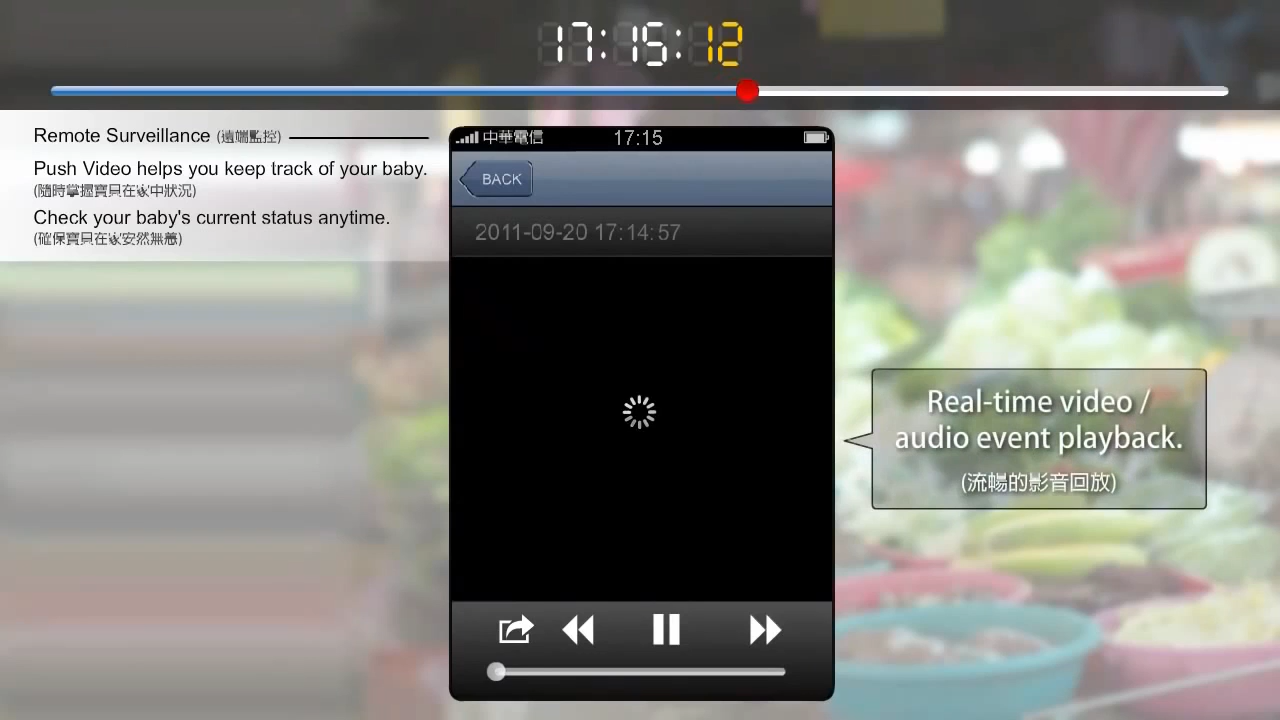 17:15:12
Remote Surveillance (遠端監控)
Push Video helps you keep track of your baby.
(隨時掌握寶貝在家中狀況)
Check your baby's current status anytime.
(確保寶貝在家安然無恙)
中華電信 17:15
BACK
2011-09-20 17:14:57
Real-time video /
audio event playback.
(流暢的影音回放)